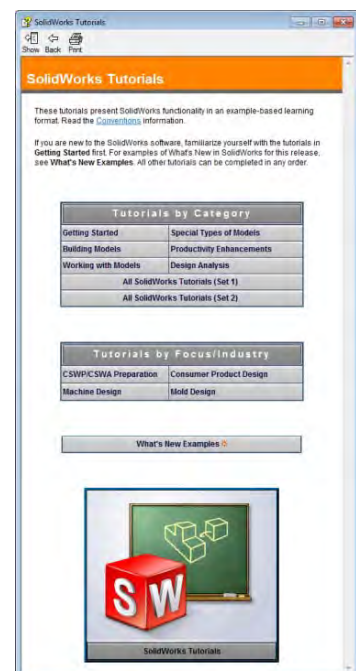 SolidWorks Tutorials
Show Back Print
SolidWorks Tutorials
These tutorials present SolidWorks functionality in an example-based learning
format. Read the Conventions information.
If you are new to the SolidWorks software, familiarize yourself with the tutorials in
Getting Started first. For examples of What's New in SolidWorks for this release,
see What's New Examples. All other tutorials can be completed in any order.
Tutorials by Category
Getting Started Special Types of Models
Building Models Productivity Enhancements
Working with Models Design Analysis
All SolidWorks Tutorials (Set 1)
All SolidWorks Tutorials (Set 2)
Tutorials by Focus/Industry
CSWP/CSWA Preparation Consumer Product Design
Machine Design Mold Design
What's New Examples
S W
SolidWorks Tutorials